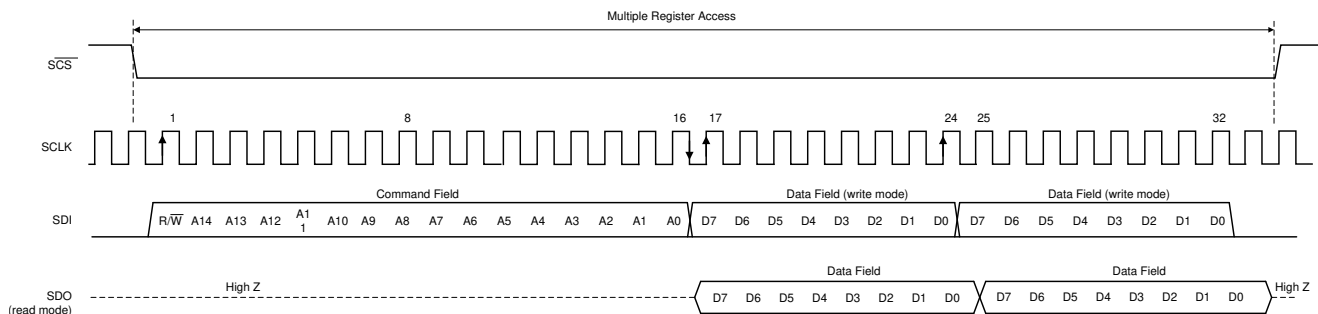 Multiple Register Access
SCS
1 8 16 17 24 25 32
SCLK
Command Field Data Field (write mode) Data Field (write mode)
SDI R/W A14 A13 A12 A1 A10 A9 A8 A7 A6 A5 A4 A3 A2 A1 A0 D7 D6 D5 D4 D3 D2 D1 D0 D7 D6 D5 D4 D3 D2 D1 D0
1
Data Field Data Field
High Z High Z
SDO D7 D6 D5 D4 D3 D2 D1 D0 D7 D6 D5 D4 D3 D2 D1 D0
(read mode)